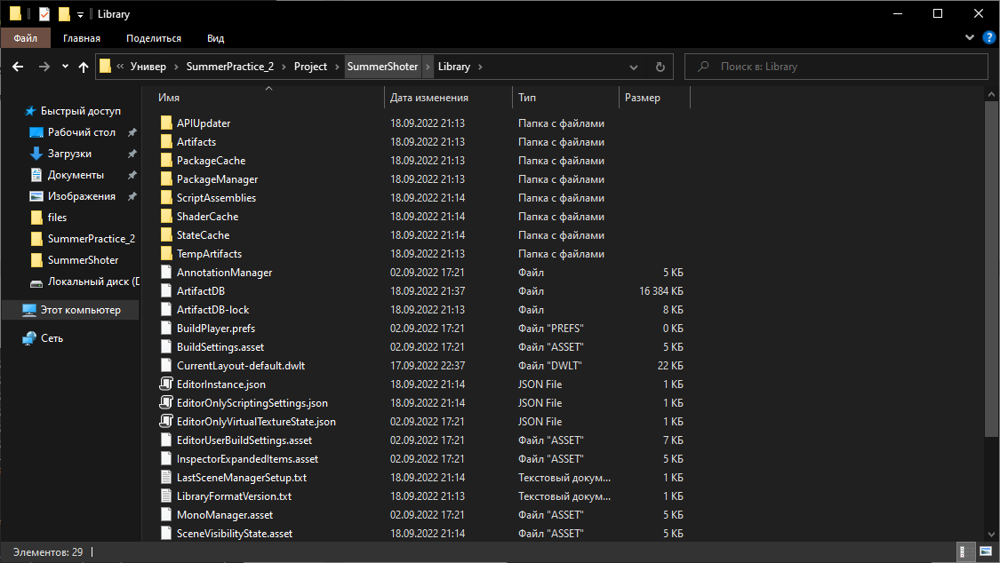 Library
Файл Главная Поделиться Вид
« Универ › SummerPractice_2 › Project › SummerShoter › Library ›
Поиск в: Library
Быстрый доступ
Рабочий стол
Загрузки
Документы
Изображения
files
SummerPractice_2
SummerShoter
Локальный диск (D
Этот компьютер
Сеть
Имя Дата изменения Тип Размер
APIUpdater 18.09.2022 21:13 Папка с файлами
Artifacts 18.09.2022 21:13 Папка с файлами
PackageCache 18.09.2022 21:13 Папка с файлами
PackageManager 18.09.2022 21:13 Папка с файлами
ScriptAssemblies 18.09.2022 21:14 Папка с файлами
ShaderCache 18.09.2022 21:14 Папка с файлами
StateCache 18.09.2022 21:14 Папка с файлами
TempArtifacts 18.09.2022 21:13 Папка с файлами
AnnotationManager 02.09.2022 17:21 Файл 5 КБ
ArtifactDB 18.09.2022 21:37 Файл 16 384 КБ
ArtifactDB-lock 18.09.2022 21:13 Файл 8 КБ
BuildPlayer.prefs 02.09.2022 17:21 Файл "PREFS" 0 КБ
BuildSettings.asset 02.09.2022 17:21 Файл "ASSET" 5 КБ
CurrentLayout-default.dwlt 17.09.2022 22:37 Файл "DWLT" 22 КБ
EditorInstance.json 18.09.2022 21:14 JSON File 1 КБ
EditorOnlyScriptingSettings.json 18.09.2022 21:14 JSON File 1 КБ
EditorOnlyVirtualTextureState.json 02.09.2022 17:21 JSON File 1 КБ
EditorUserBuildSettings.asset 02.09.2022 17:21 Файл "ASSET" 7 КБ
InspectorExpandedItems.asset 02.09.2022 17:21 Файл "ASSET" 5 КБ
LastSceneManagerSetup.txt 18.09.2022 21:14 Текстовый докум... 1 КБ
LibraryFormatVersion.txt 18.09.2022 21:13 Текстовый докум... 1 КБ
MonoManager.asset 02.09.2022 17:21 Файл "ASSET" 5 КБ
SceneVisibilityState.asset 18.09.2022 21:14 Файл "ASSET" 5 КБ
Элементов: 29